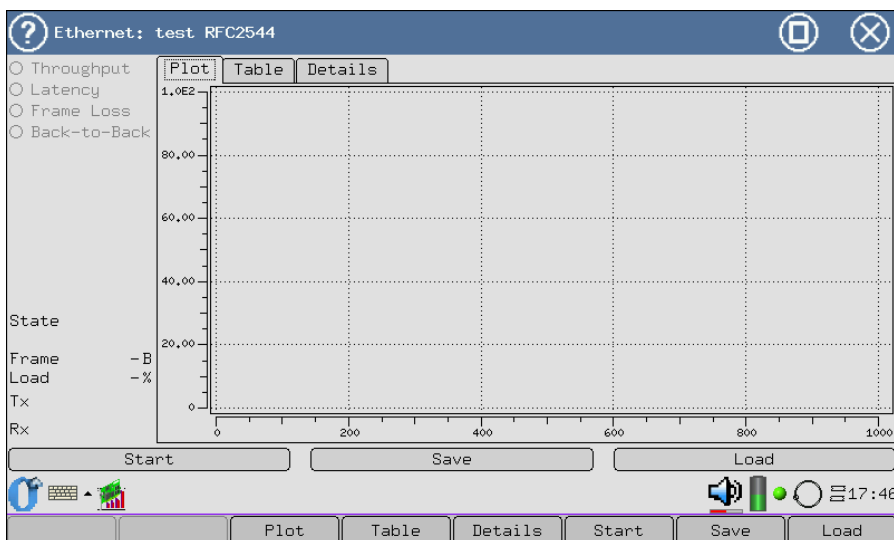 ? Ethernet: test RFC2544
Plot Table Details
Throughput
Latency
Frame Loss
Back-to-Back
1.0E2
80.00
60.00
40.00
20.00
0
0 200 400 600 800 1000
State
Frame -B
Load -%
Tx
Rx
Start Save Load
17:46
Plot Table Details Start Save Load